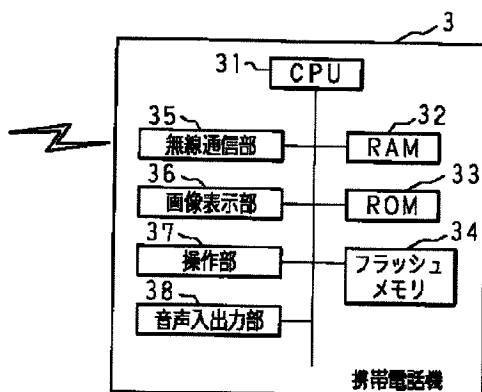 3
31
CPU
35
32
無線通信部
RAM
36
33
画像表示部
ROM
37
34
操作部
フラッシュ
メモリ
38
音声入出力部
携帯電話機